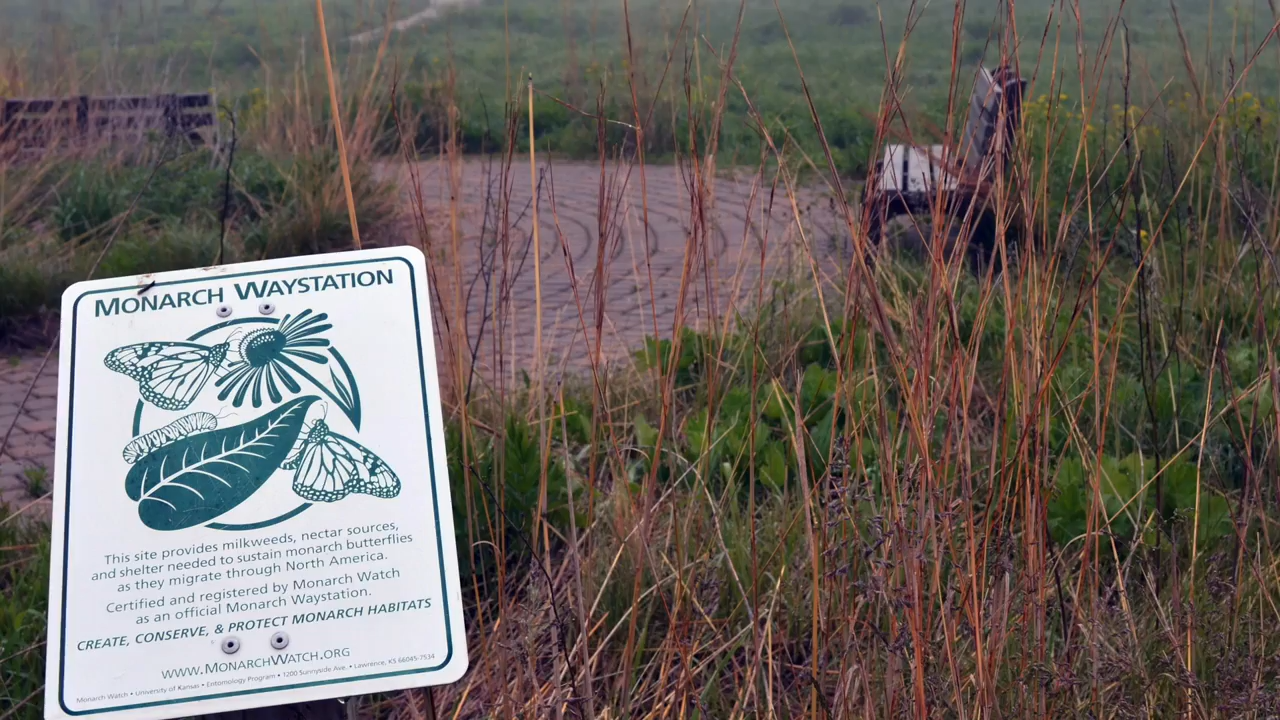 MONARCH WAYSTATION
This site provides milkweeds, nectar sources,
and shelter needed to sustain monarch butterflies
as they migrate through North America.
Certified and registered by Monarch Watch
as an official Monarch Waystation.
CREATE, CONSERVE, & PROTECT MONARCH HABITATS
WWW.MONARCHWATCH.ORG
Monarch Watch • University of Kansas • Entomology Program • 1200 Sunnyside Ave. • Lawrence, KS 66045-7534